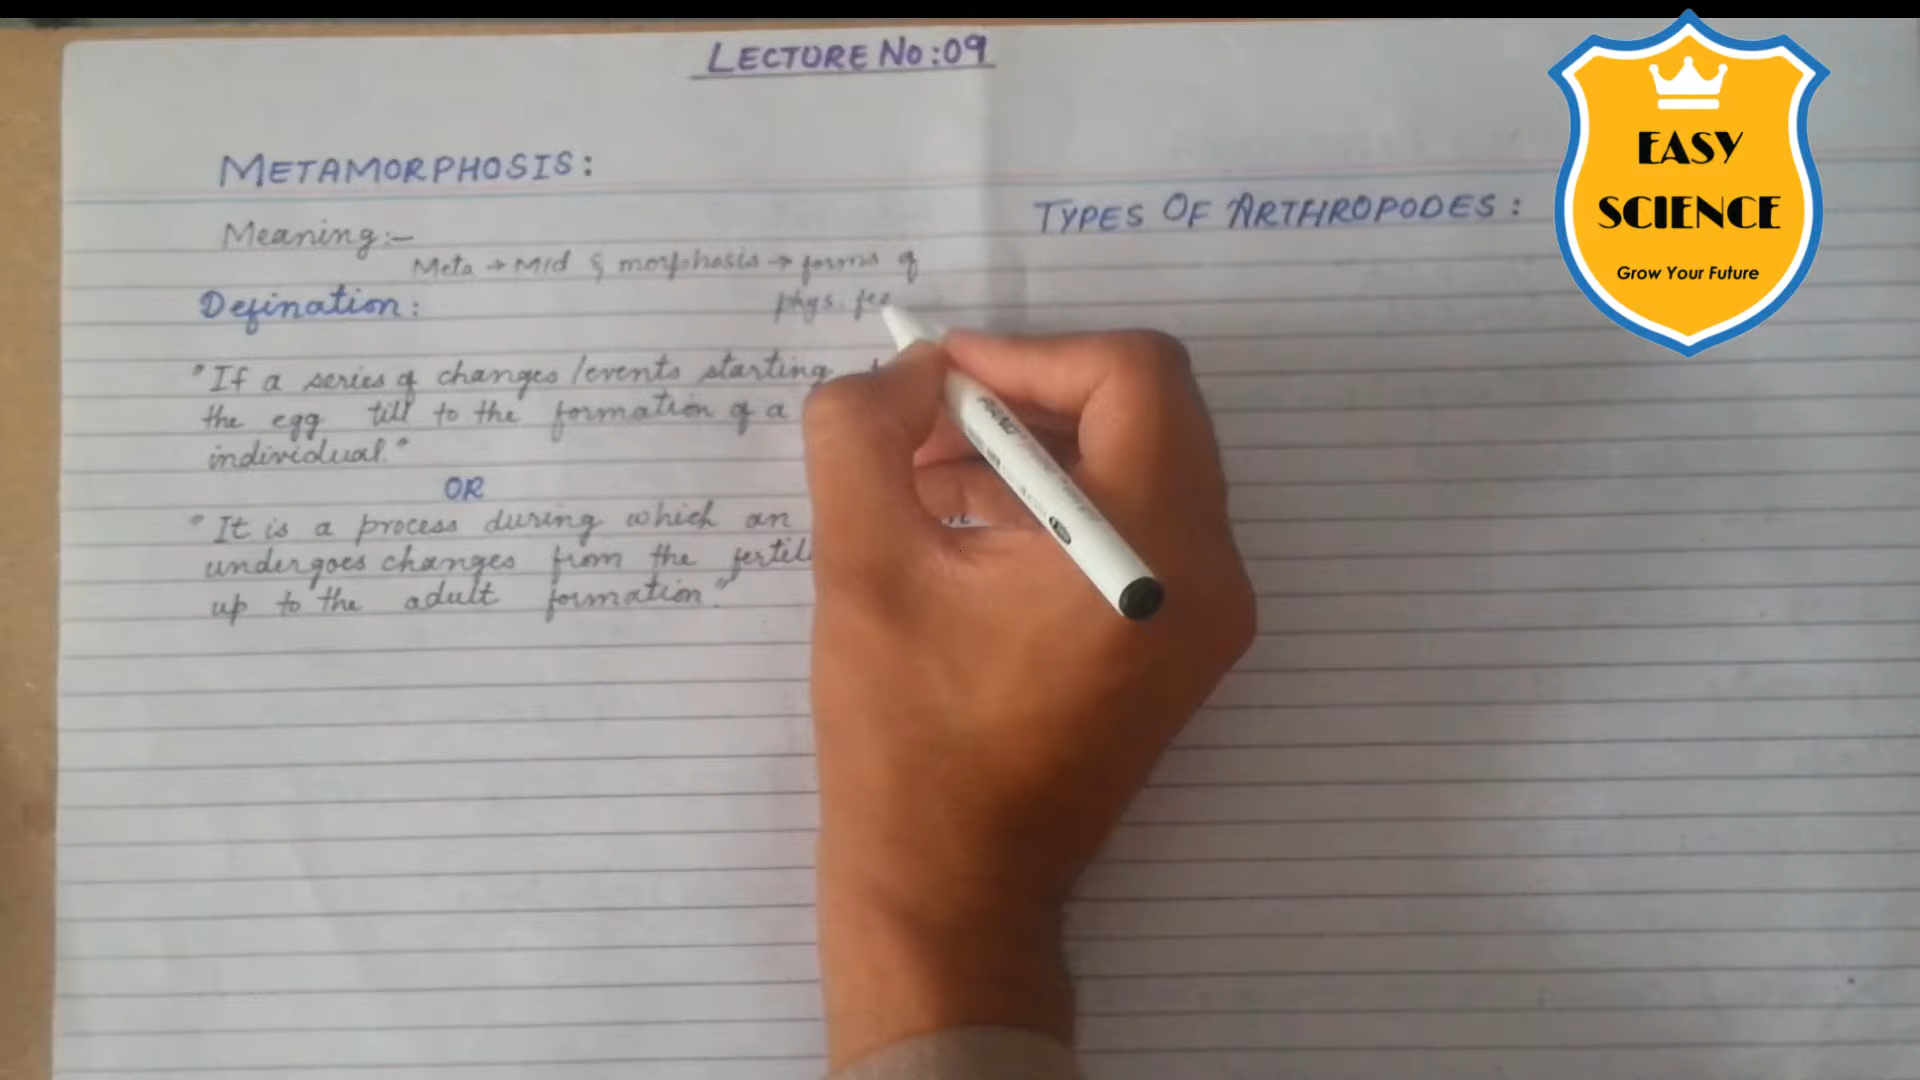 LECTURE NO:09
METAMORPHOSIS:
Meaning:-
Meta → Mid & morphosis → forms of
phys. fea
Defination:
"If a series of changes/events starting
the egg till to the formation of a
individual."
OR
"It is a process during which an
undergoes changes from the fertil
up to the adult formation."
TYPES OF ARTHROPODES:
EASY
SCIENCE
Grow Your Future